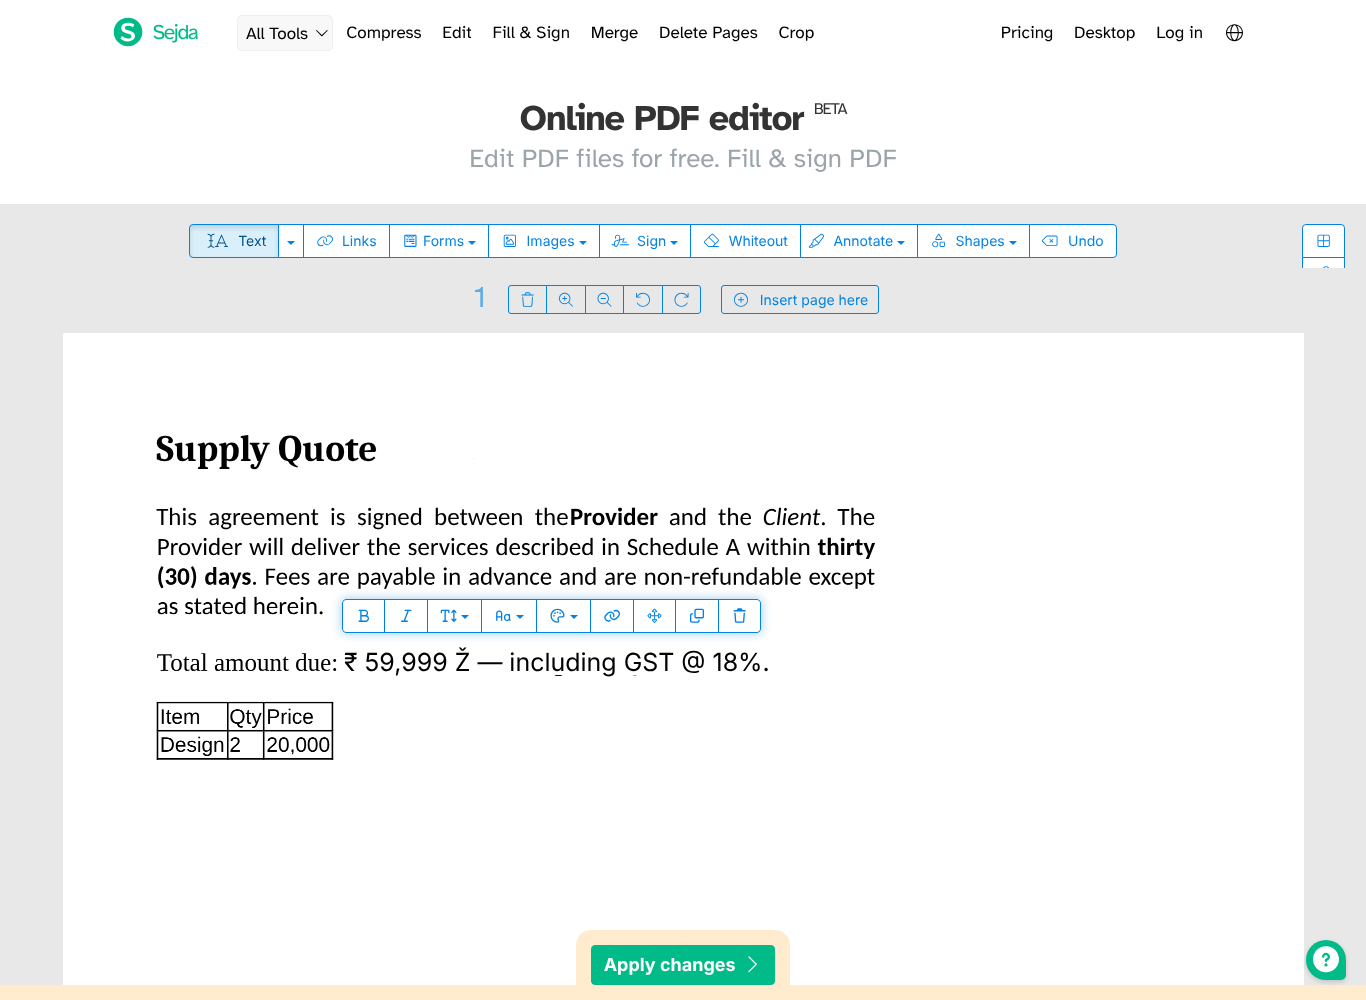 Sejda
All Tools Compress Edit Fill & Sign Merge Delete Pages Crop Pricing Desktop Log in
Online PDF editor BETA
Edit PDF files for free. Fill & sign PDF
Text Links Forms Images Sign Whiteout Annotate Shapes Undo
1 Insert page here
Supply Quote
This agreement is signed between theProvider and the Client. The
Provider will deliver the services described in Schedule A within thirty
(30) days. Fees are payable in advance and are non-refundable except
as stated herein.
B I T Aa
Total amount due: ₹ 59,999 Ž — including GST @ 18%.
Item Qty Price
Design 2 20,000
Apply changes
?